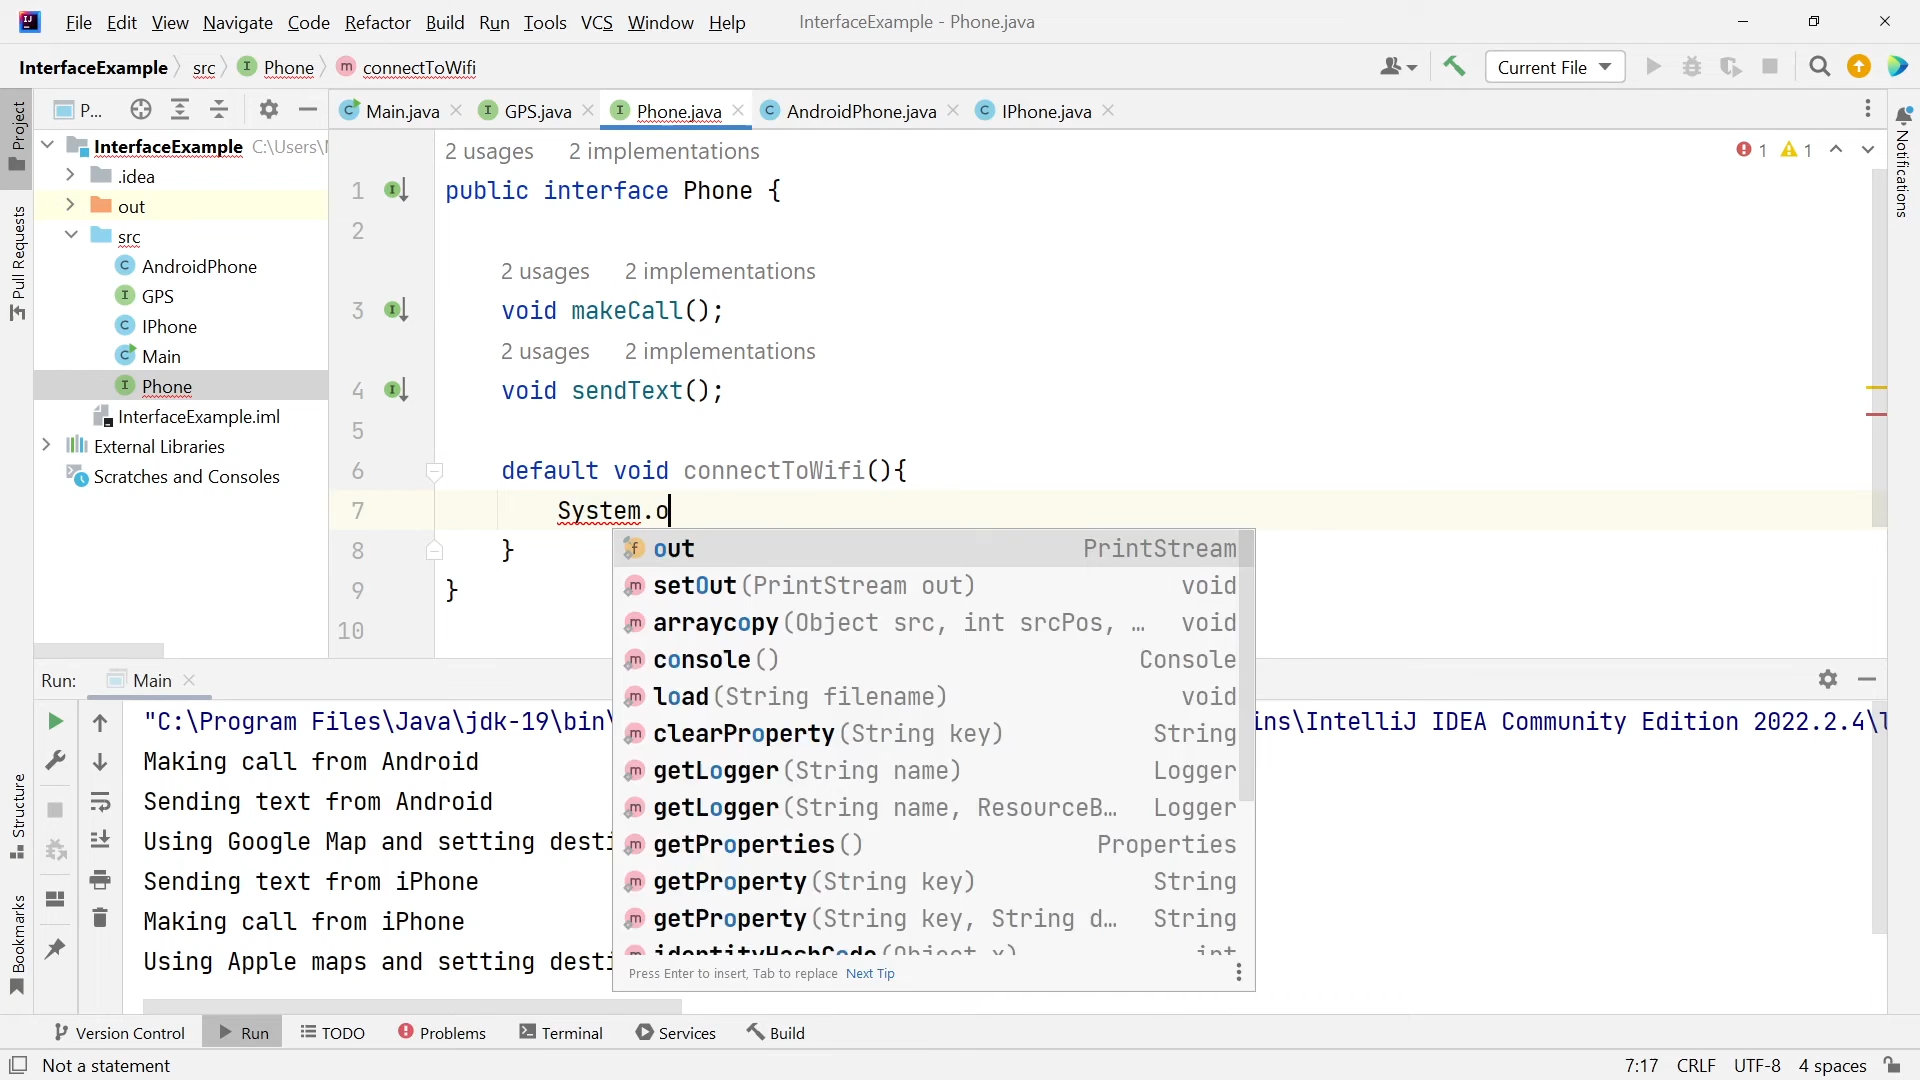 File Edit View Navigate Code Refactor Build Run Tools VCS Window Help InterfaceExample - Phone.java
InterfaceExample src Phone connectToWifi Current File
P... Main.java GPS.java Phone.java AndroidPhone.java IPhone.java
Project
Pull Requests
Structure
Bookmarks
Notifications
InterfaceExample C:\Users\
.idea
out
src
AndroidPhone
GPS
IPhone
Main
Phone
InterfaceExample.iml
External Libraries
Scratches and Consoles
2 usages 2 implementations
1 1
1 public interface Phone {
2
2 usages 2 implementations
3 void makeCall();
2 usages 2 implementations
4 void sendText();
5
6 default void connectToWifi(){
7 System.o
8 }
9 }
10
out PrintStream
setOut(PrintStream out) void
arraycopy(Object src, int srcPos, … void
console() Console
load(String filename) void
clearProperty(String key) String
getLogger(String name) Logger
getLogger(String name, ResourceB… Logger
getProperties() Properties
getProperty(String key) String
getProperty(String key, String d… String
identityHashCode(Object x) int
Press Enter to insert, Tab to replace Next Tip
Run: Main
"C:\Program Files\Java\jdk-19\bin\ ins\IntelliJ IDEA Community Edition 2022.2.4\l
Making call from Android
Sending text from Android
Using Google Map and setting desti
Sending text from iPhone
Making call from iPhone
Using Apple maps and setting desti
Version Control Run TODO Problems Terminal Services Build
Not a statement 7:17 CRLF UTF-8 4 spaces